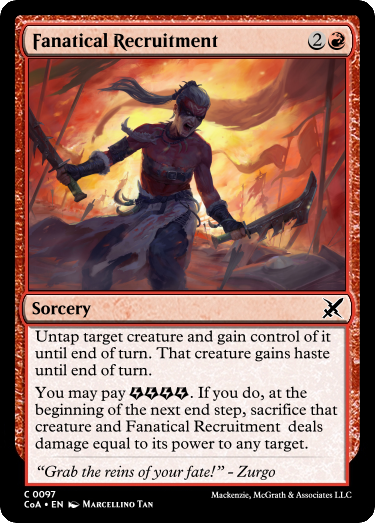 Fanatical Recruitment 2
Sorcery
Untap target creature and gain control of it
until end of turn. That creature gains haste
until end of turn.
You may pay . If you do, at the
beginning of the next end step, sacrifice that
creature and Fanatical Recruitment deals
damage equal to its power to any target.
“Grab the reins of your fate!” - Zurgo
C 0097
CoA • EN Marcellino Tan
Mackenzie, McGrath & Associates LLC